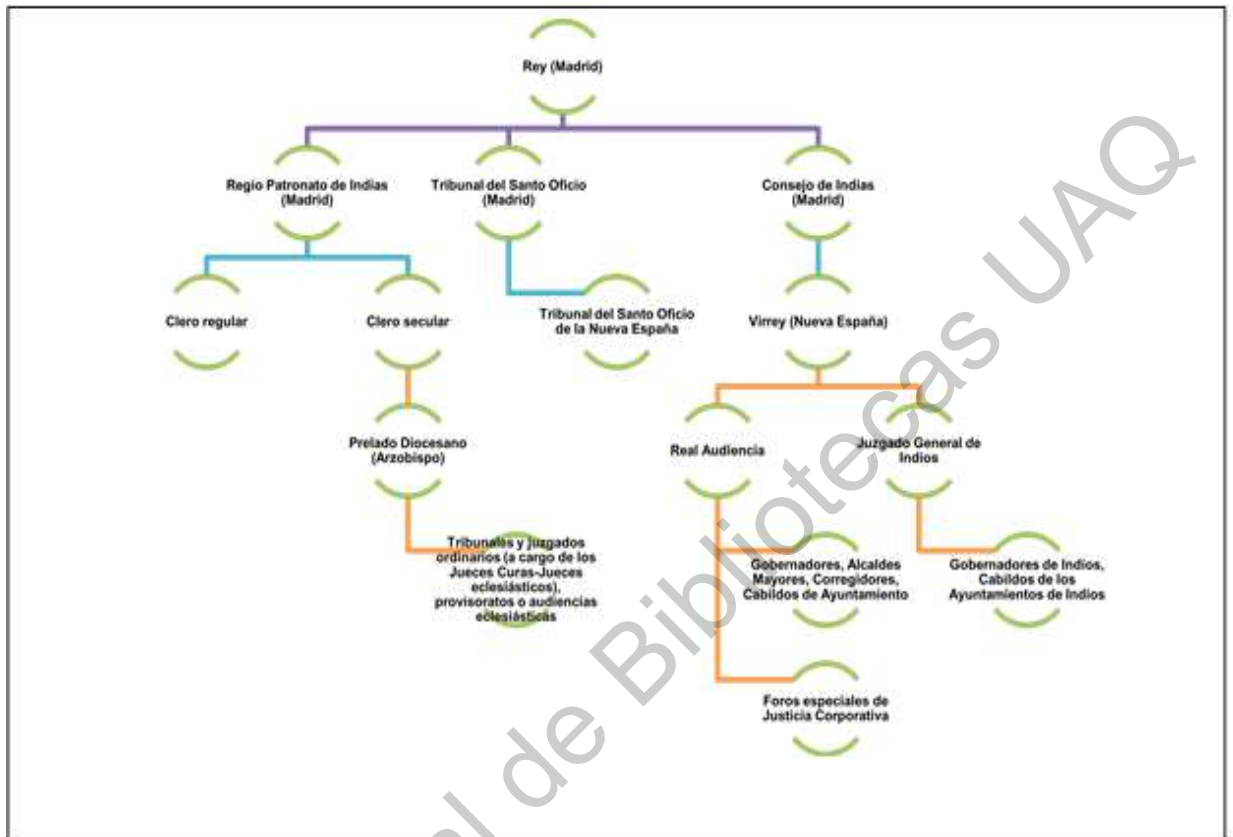 Rey (Madrid)
Regio Patronato de Indias
(Madrid)
Tribunal del Santo Oficio
(Madrid)
Consejo de Indias
(Madrid)
Clero regular
Clero secular
Tribunal del Santo Oficio
de la Nueva España
Virrey (Nueva España)
Prelado Diocesano
(Arzobispo)
Real Audiencia
Juzgado General de
Indios
Tribunales y juzgados
ordinarios (a cargo de los
Jueces Curas-Jueces
eclesiásticos),
provisoratos o audiencias
eclesiásticas
Gobernadores, Alcaldes
Mayores, Corregidores,
Cabildos de Ayuntamiento
Gobernadores de Indios,
Cabildos de los
Ayuntamientos de Indios
Foros especiales de
Justicia Corporativa
al de Bibliotecas UAQ